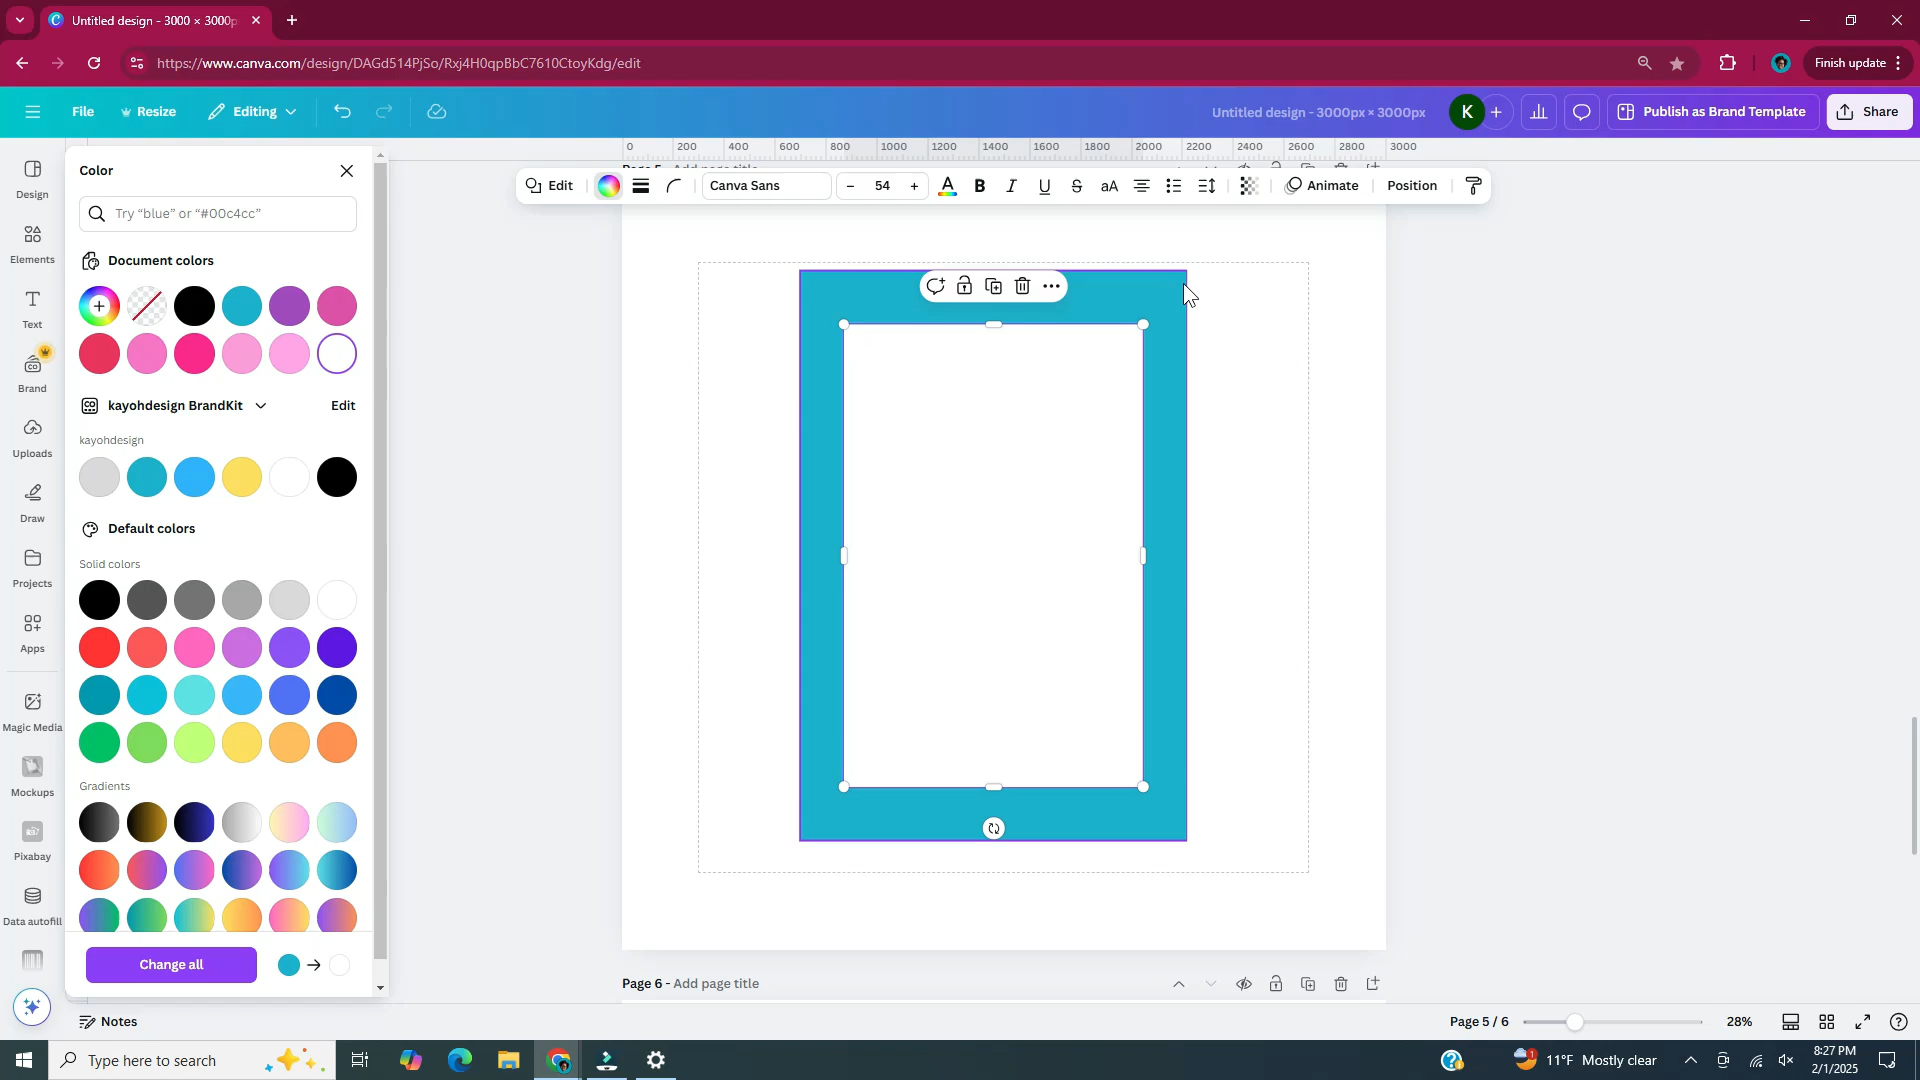 Untitled design - 3000 × 3000p
https://www.canva.com/design/DAGd514PjSo/Rxj4H0qpBbC7610CtoyKdg/edit
Finish update
File
Resize
Editing
Untitled design - 3000px × 3000px
K
Publish as Brand Template
Share
0 200 400 600 800 1000 1200 1400 1600 1800 2000 2200 2400 2600 2800 3000
Edit
Canva Sans
– 54 +
A B I U S aA
Animate
Position
Design
Elements
Text
Brand
Uploads
Draw
Projects
Apps
Magic Media
Mockups
Pixabay
Data autofill
Color
Try “blue” or “#00c4cc”
Document colors
kayohdesign BrandKit
Edit
kayohdesign
Default colors
Solid colors
Gradients
Change all
Page 6 - Add page title
Notes
Page 5 / 6
28%
Type here to search
11°F Mostly clear
8:27 PM
2/1/2025